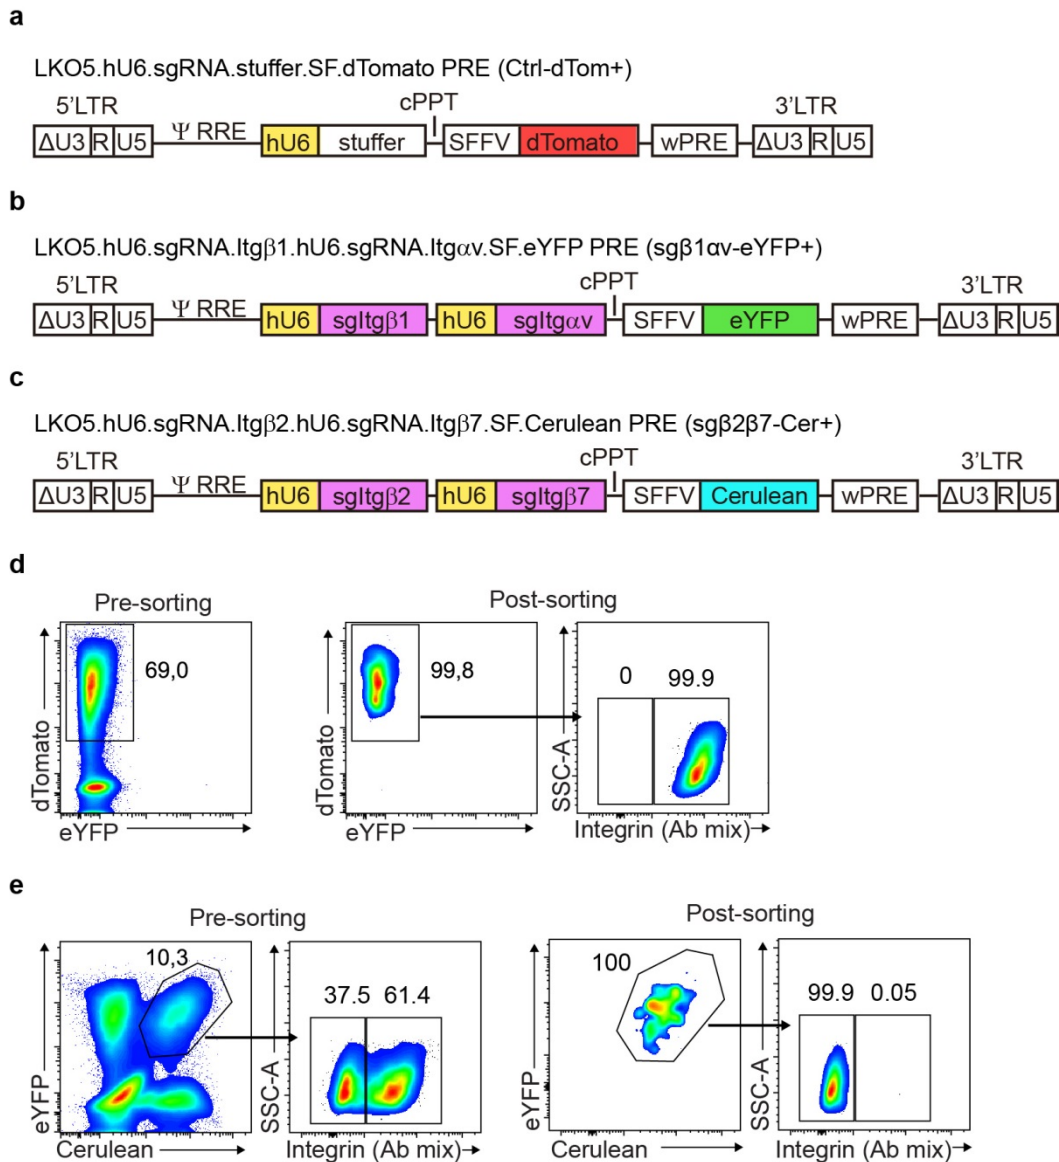 a
LKO5.hU6.sgRNA.stuffer.SF.dTomato PRE (Ctrl-dTom+)
5'LTR cPPT 3'LTR
ΔU3 R U5 Ψ RRE hU6 stuffer SFFV dTomato wPRE ΔU3 R U5
b
LKO5.hU6.sgRNA.Itgβ1.hU6.sgRNA.Itgαv.SF.eYFP PRE (sgβ1αv-eYFP+)
5'LTR cPPT 3'LTR
ΔU3 R U5 Ψ RRE hU6 sgItgβ1 hU6 sgItgαv SFFV eYFP wPRE ΔU3 R U5
c
LKO5.hU6.sgRNA.Itgβ2.hU6.sgRNA.Itgβ7.SF.Cerulean PRE (sgβ2β7-Cer+)
5'LTR cPPT 3'LTR
ΔU3 R U5 Ψ RRE hU6 sgItgβ2 hU6 sgItgβ7 SFFV Cerulean wPRE ΔU3 R U5
d
Pre-sorting
dTomato
69,0
eYFP
Post-sorting
dTomato
99,8
eYFP
SSC-A
0 99.9
Integrin (Ab mix)
e
Pre-sorting
eYFP
10,3
Cerulean
SSC-A
37.5 61.4
Integrin (Ab mix)
Post-sorting
eYFP
100
Cerulean
SSC-A
99.9 0.05
Integrin (Ab mix)